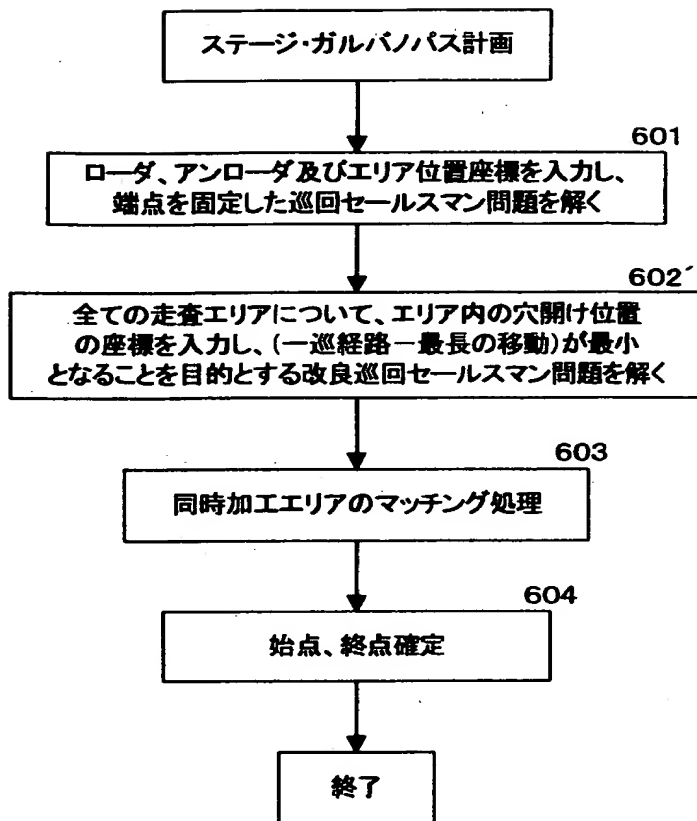 ステージ・ガルバノパス計画
601
ローダ、アンローダ及びエリア位置座標を入力し、
端点を固定した巡回セールスマン問題を解く
602´
全ての走査エリアについて、エリア内の穴開け位置
の座標を入力し、(一巡経路－最長の移動)が最小
となることを目的とする改良巡回セールスマン問題を解く
603
同時加工エリアのマッチング処理
604
始点、終点確定
終了